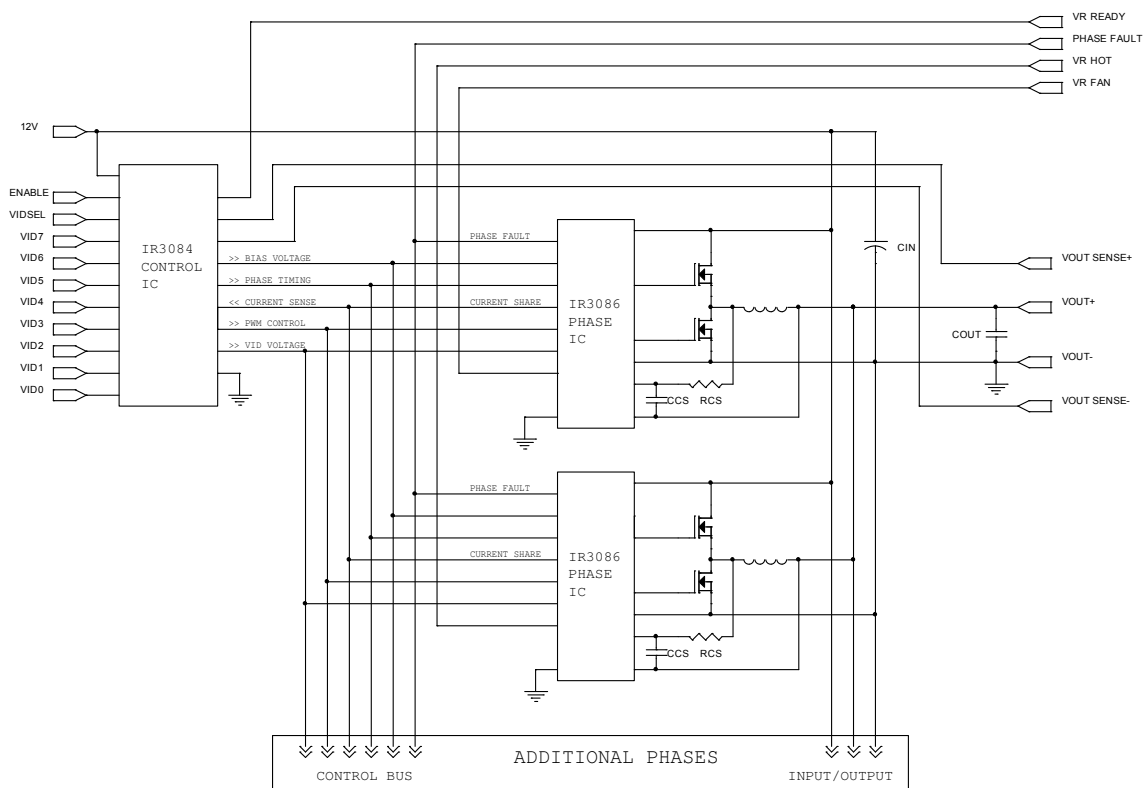 VR READY
PHASE FAULT
VR HOT
VR FAN
12V
ENABLE
VIDSEL
VID7
VID6
VID5
VID4
VID3
VID2
VID1
VID0
IR3084
CONTROL
IC
>> BIAS VOLTAGE
>> PHASE TIMING
<< CURRENT SENSE
>> PWM CONTROL
>> VID VOLTAGE
PHASE FAULT
CURRENT SHARE
IR3086
PHASE
IC
CCS
RCS
CIN
VOUT SENSE+
VOUT+
COUT
VOUT-
VOUT SENSE-
PHASE FAULT
CURRENT SHARE
IR3086
PHASE
IC
CCS
RCS
ADDITIONAL PHASES
CONTROL BUS
INPUT/OUTPUT